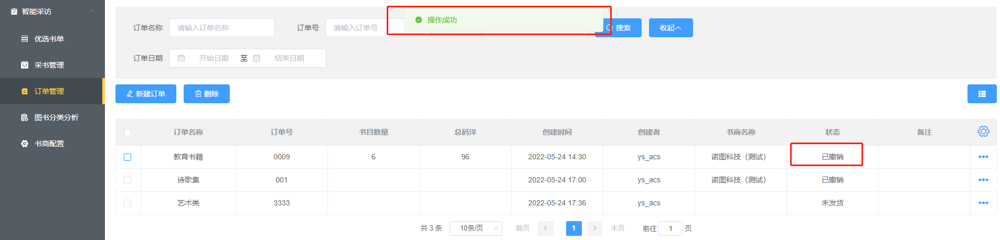 智能采访
优选书单
采书管理
订单管理
图书分类分析
书商配置
操作成功
订单名称 请输入订单名称 订单号 请输入订单号 搜索 收起
订单日期 开始日期 至 结束日期
新建订单 删除
订单名称 订单号 书目数量 总码洋 创建时间 创建者 书商名称 状态 备注
教育书籍 0009 6 96 2022-05-24 14:30 ys_acs 诺图科技（测试） 已撤销
诗歌集 001 2022-05-24 17:00 ys_acs 诺图科技（测试） 已撤销
艺术类 3333 2022-05-24 17:36 ys_acs 未发货
共 3 条 10条/页 首页 1 末页 前往 1 页